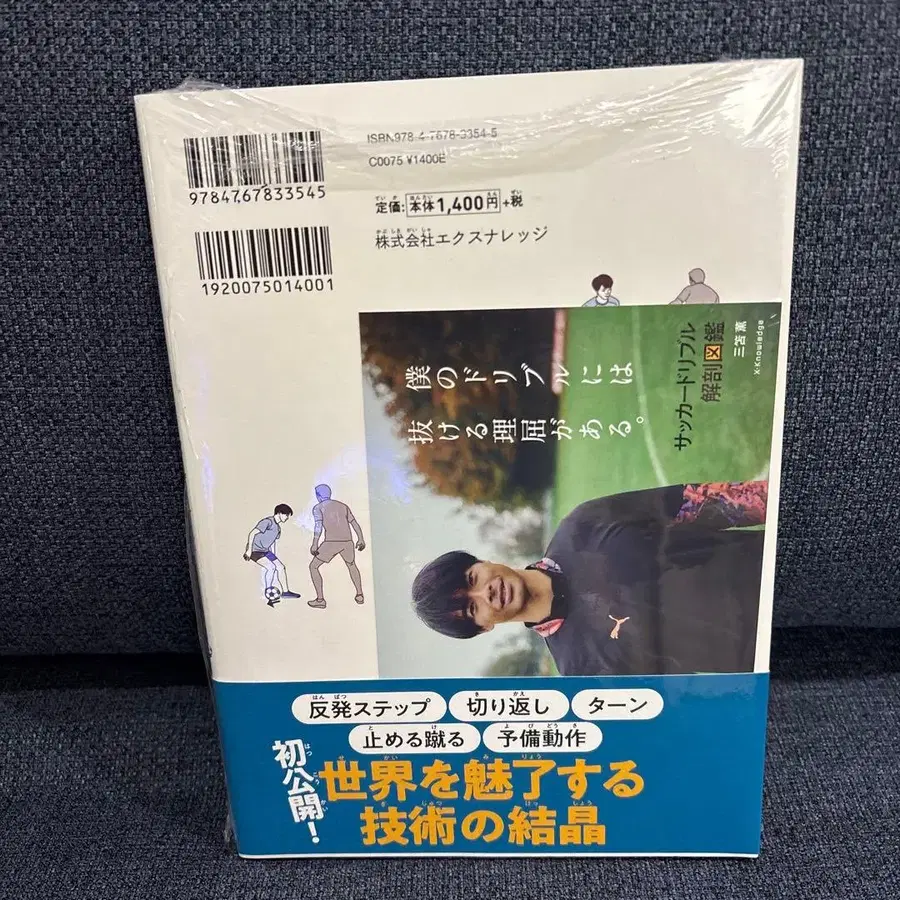 ISBN978-4-7678-3354-5
C0075 ¥1400E
9784767833545
定価:本体1,400円+税
株式会社エクスナレッジ
1920075014001
僕のドリブルには
抜ける理屈がある。
サッカードリブル
解剖図鑑
三笘 薫
X-Knowledge
反発ステップ 切り返し ターン
止める蹴る 予備動作
初公開!
世界を魅了する
技術の結晶